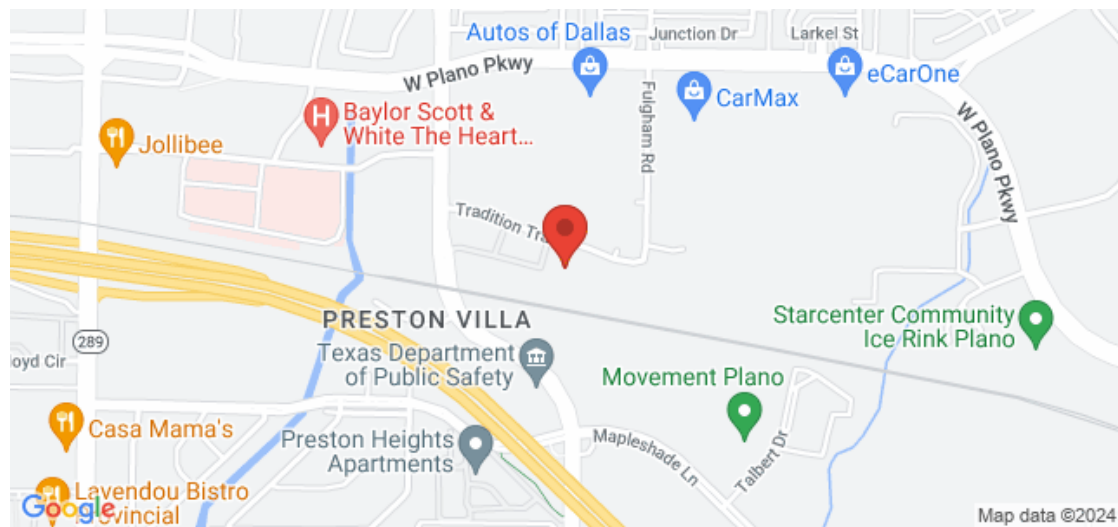 Autos of Dallas
Junction Dr
Larkel St
W Plano Pkwy
eCarOne
CarMax
Fulgham Rd
Baylor Scott &
White The Heart...
Jollibee
W Plano Pkwy
Tradition Tra
PRESTON VILLA
Starcenter Community
Ice Rink Plano
289
Texas Department
of Public Safety
loyd Cir
Movement Plano
Casa Mama's
Preston Heights
Apartments
Mapleshade Ln
Talbert Dr
Lavendou Bistro
Provincial
Google
Map data ©2024